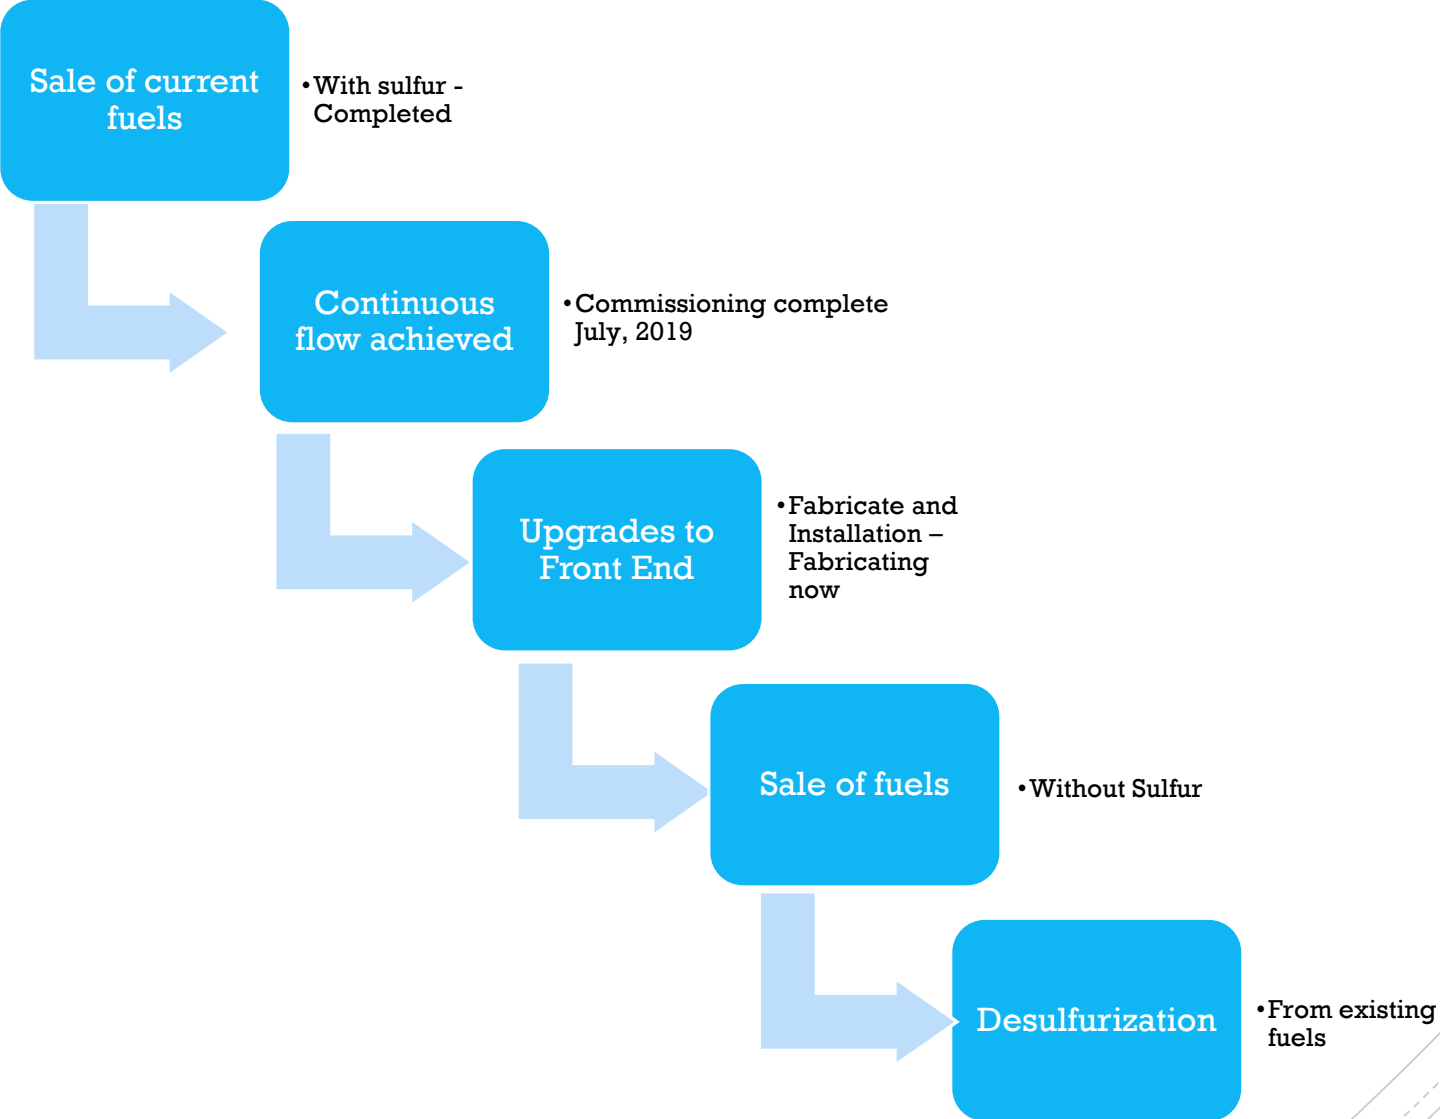 Sale of current
fuels
•With sulfur -
Completed
Continuous
flow achieved
•Commissioning complete
July, 2019
Upgrades to
Front End
•Fabricate and
Installation –
Fabricating
now
Sale of fuels
•Without Sulfur
Desulfurization
•From existing
fuels